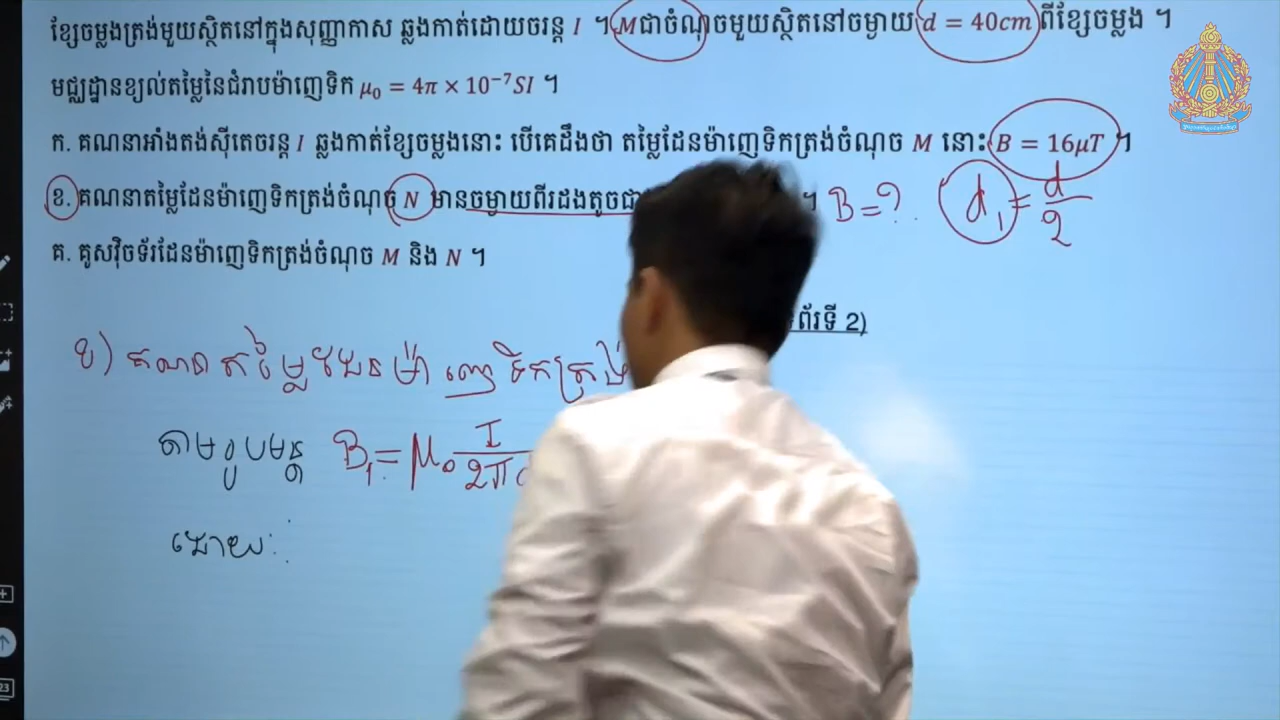 ខ្សែចម្លងត្រង់មួយស្ថិតនៅក្នុងសុញ្ញាកាស ឆ្លងកាត់ដោយចរន្ត I ។ M ជាចំណុចមួយស្ថិតនៅចម្ងាយ d = 40cm ពីខ្សែចម្លង ។
មជ្ឈដ្ឋានខ្យល់តម្លៃនៃជំរាបម៉ាញេទិក μ₀ = 4π × 10⁻⁷SI ។
ក. គណនាអាំងតង់ស៊ីតេចរន្ត I ឆ្លងកាត់ខ្សែចម្លងនោះ បើគេដឹងថា តម្លៃដែនម៉ាញេទិកត្រង់ចំណុច M នោះ B = 16μT ។
ខ. គណនាតម្លៃដែនម៉ាញេទិកត្រង់ចំណុច N មានចម្ងាយពីរដងតូចជា ។ B = ? d₁ = d/2
គ. គូសវ៉ិចទ័រដែនម៉ាញេទិកត្រង់ចំណុច M និង N ។
ទំព័រទី 2)
ខ) គណនាតម្លៃដែនម៉ាញេទិកត្រង់
តាមរូបមន្ត B₁ = μ₀ I/2π
ដោយ: